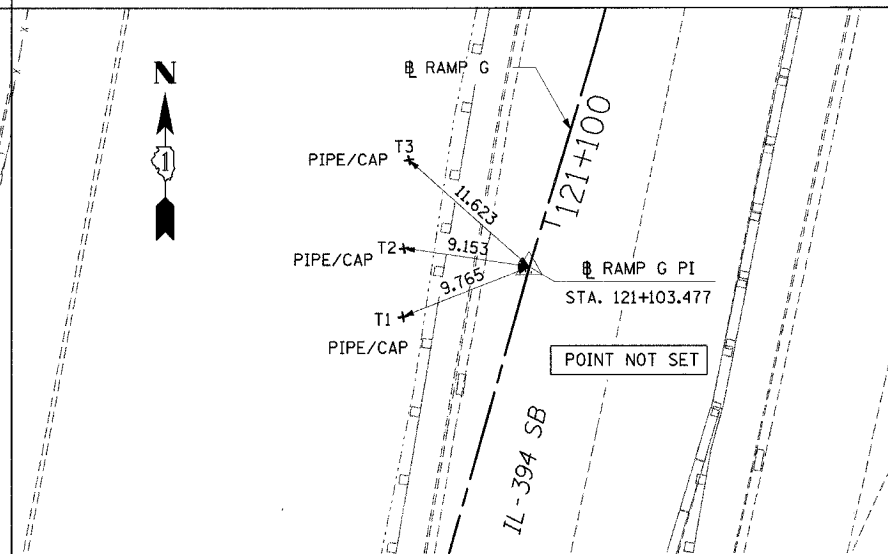 N
1
℄ RAMP G
T3
PIPE/CAP
11.623
121+100
T2
PIPE/CAP
9.153
℄ RAMP G PI
STA. 121+103.477
9.765
T1
PIPE/CAP
POINT NOT SET
IL-394 SB